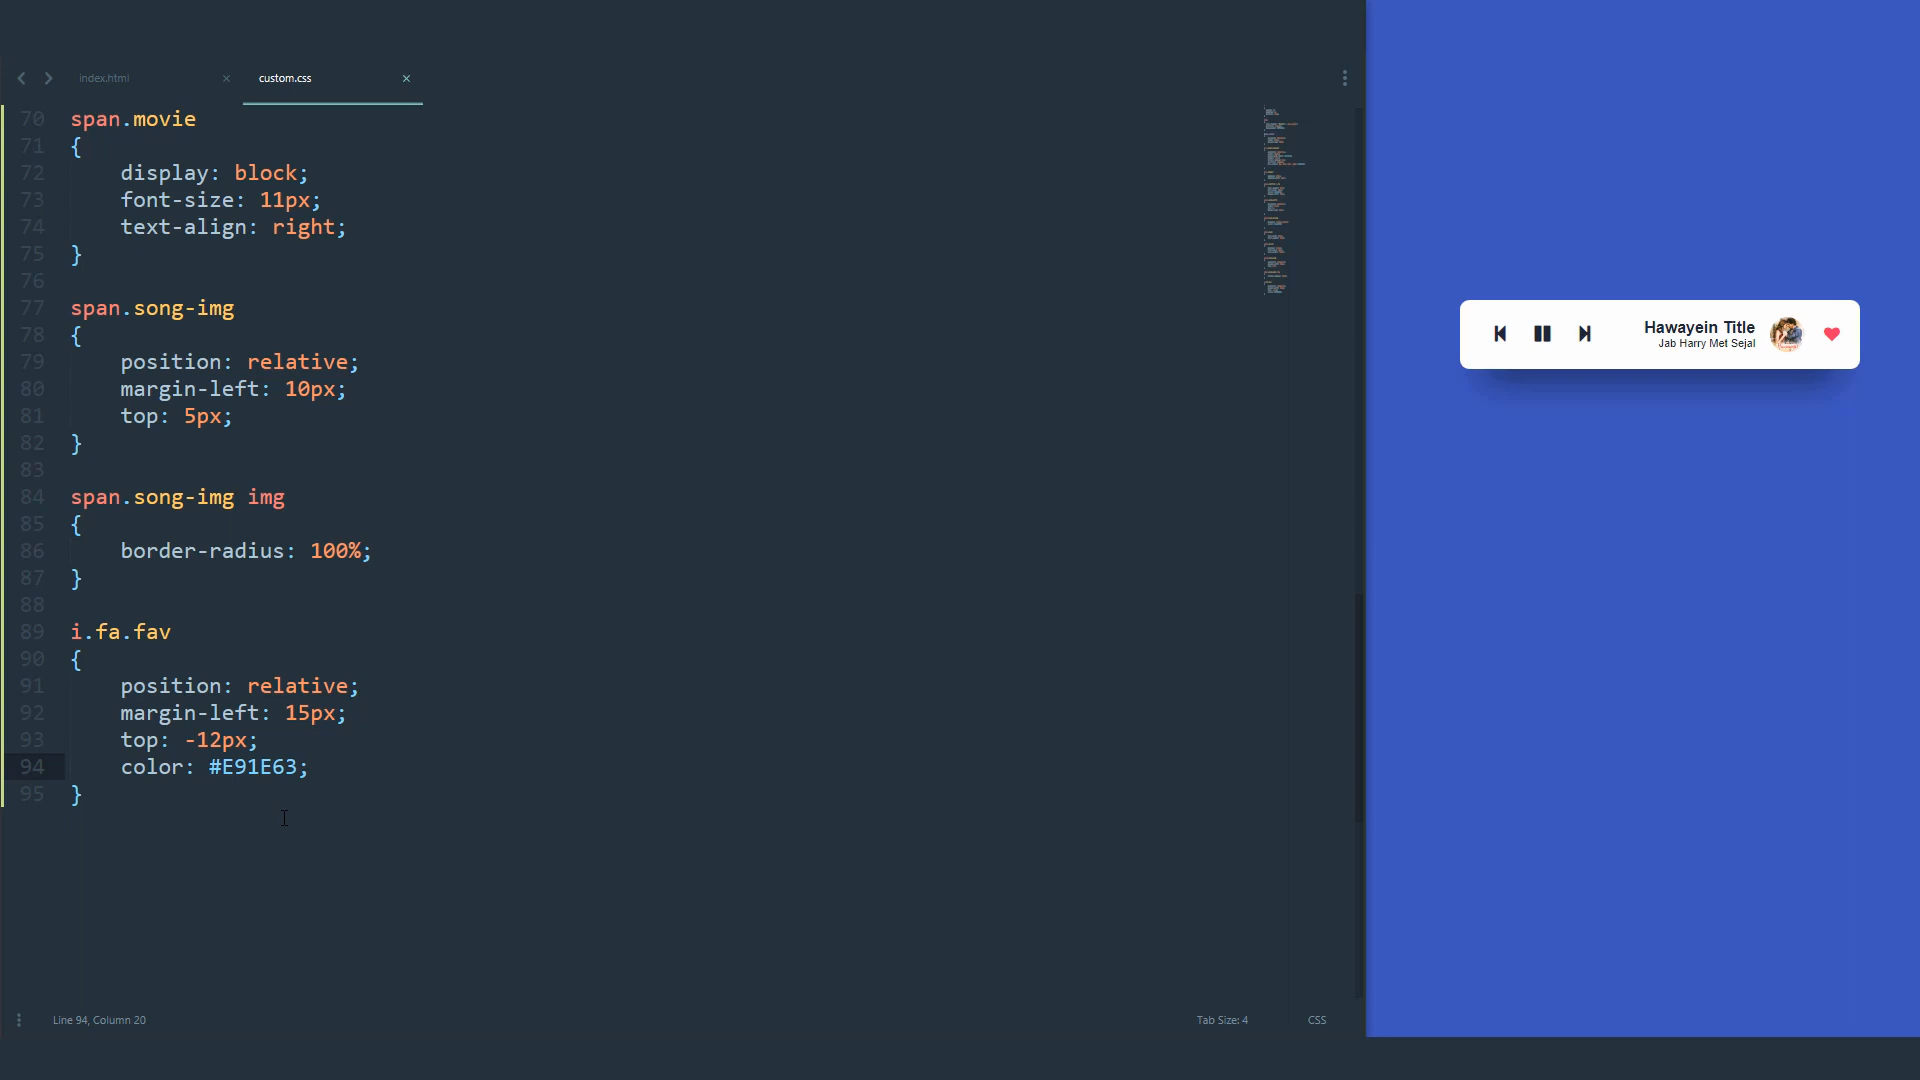 index.html
custom.css
70 span.movie
71 {
72 display: block;
73 font-size: 11px;
74 text-align: right;
75 }
76
77 span.song-img
78 {
79 position: relative;
80 margin-left: 10px;
81 top: 5px;
82 }
83
84 span.song-img img
85 {
86 border-radius: 100%;
87 }
88
89 i.fa.fav
90 {
91 position: relative;
92 margin-left: 15px;
93 top: -12px;
94 color: #E91E63;
95 }
Line 94, Column 20
Tab Size: 4
CSS
Hawayein Title
Jab Harry Met Sejal